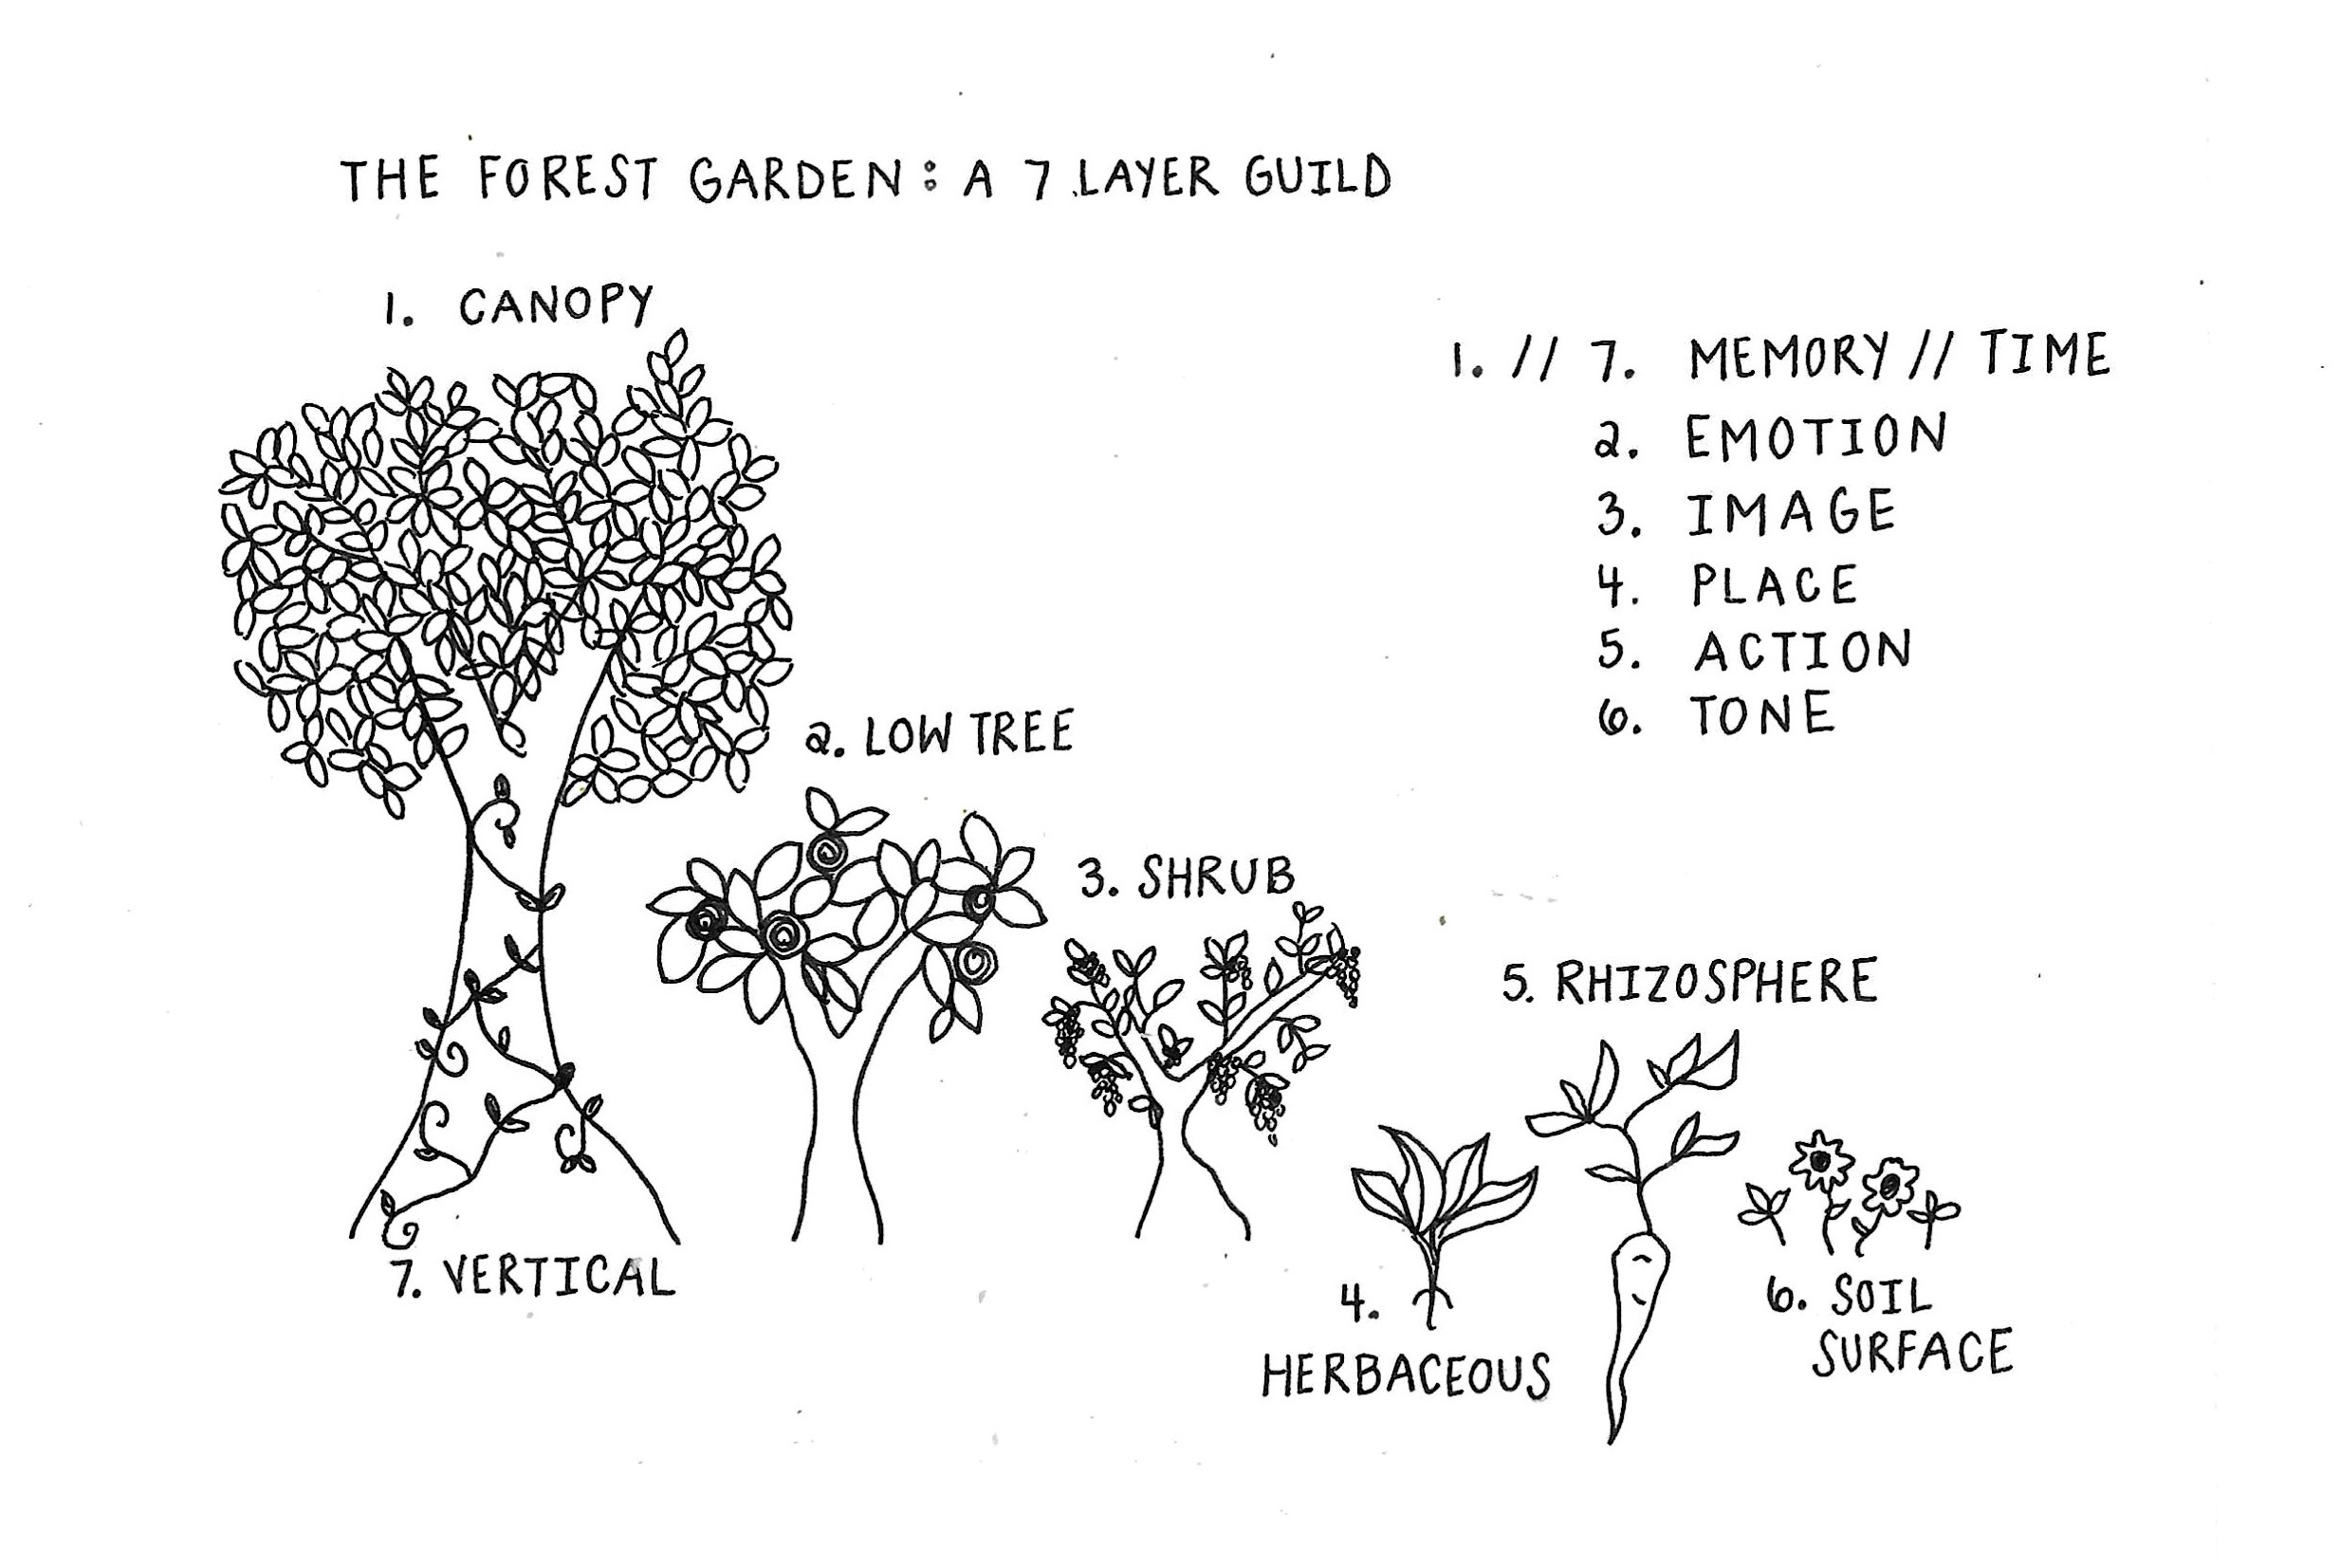 THE FOREST GARDEN: A 7 LAYER GUILD
1. CANOPY
1. // 7. MEMORY // TIME
2. EMOTION
3. IMAGE
4. PLACE
5. ACTION
6. TONE
2. LOW TREE
3. SHRUB
5. RHIZOSPHERE
7. VERTICAL
4.
HERBACEOUS
6. SOIL
SURFACE